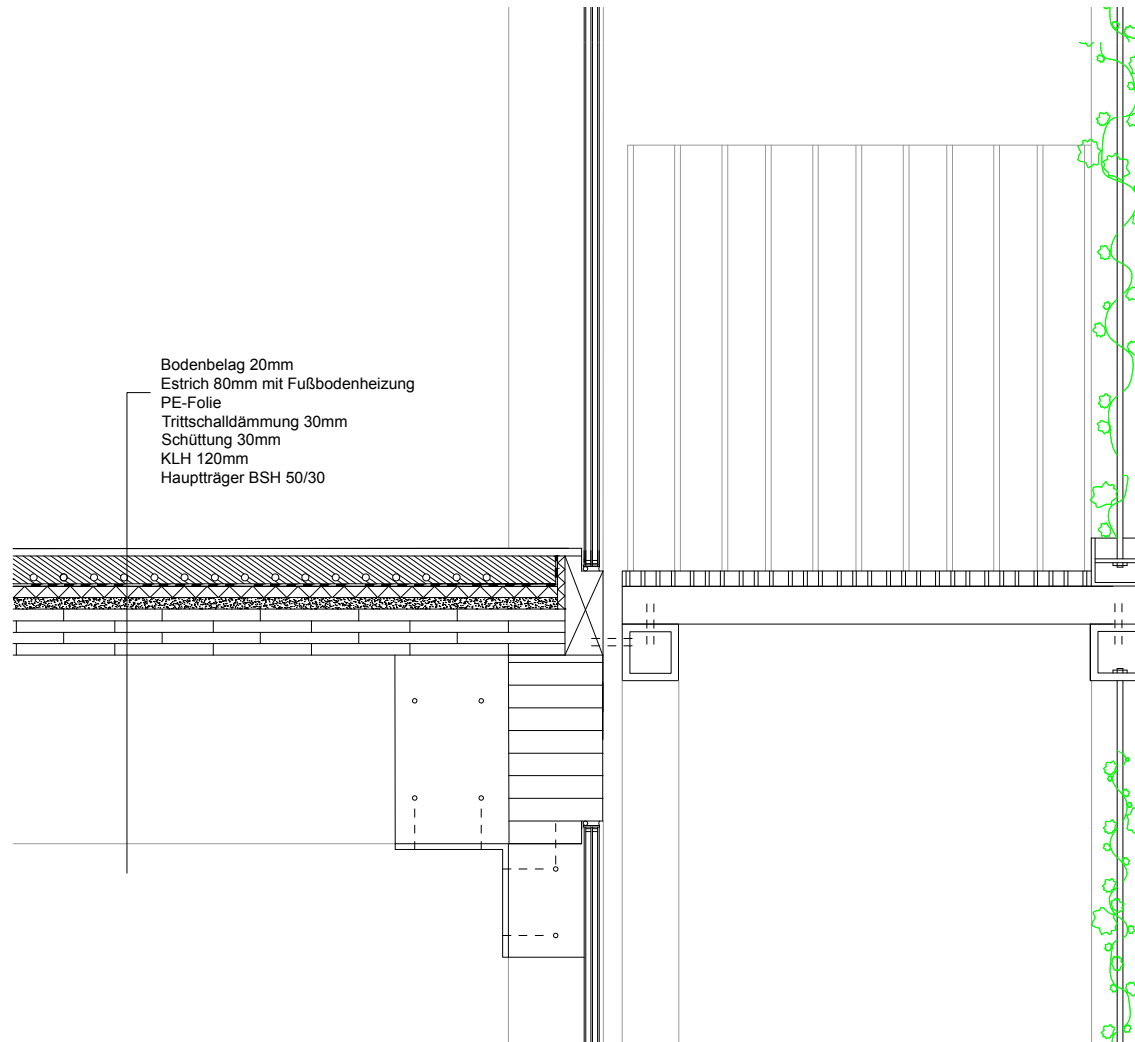 Bodenbelag 20mm
Estrich 80mm mit Fußbodenheizung
PE-Folie
Trittschalldämmung 30mm
Schüttung 30mm
KLH 120mm
Hauptträger BSH 50/30